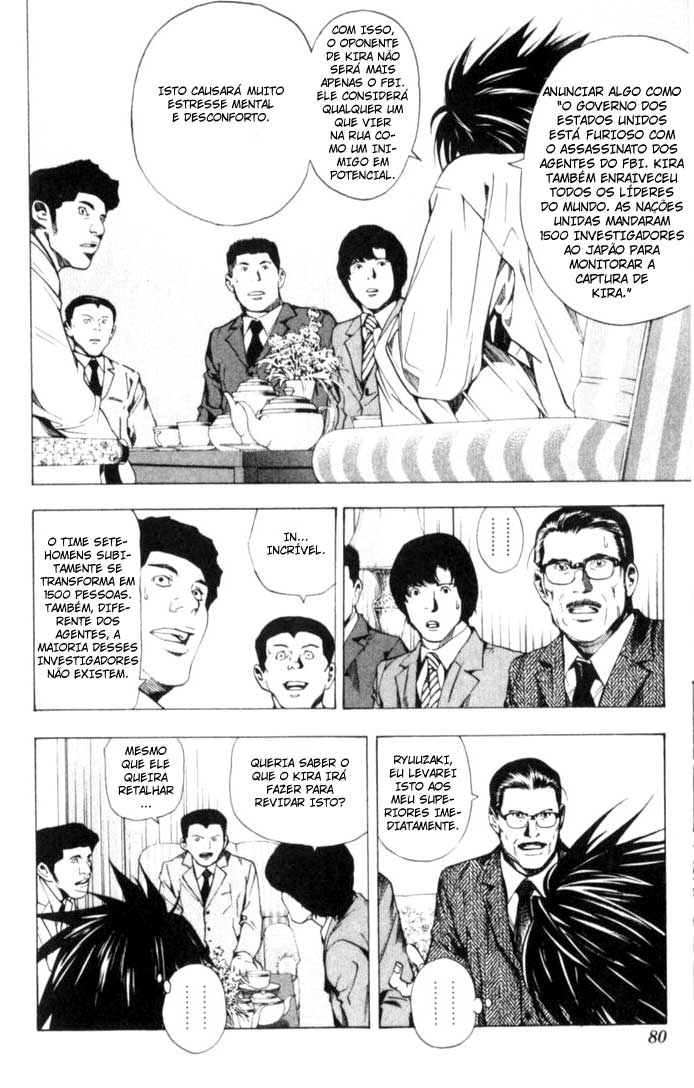 ANUNCIAR ALGO COMO
"O GOVERNO DOS
ESTADOS UNIDOS
ESTÁ FURIOSO COM
O ASSASSINATO DOS
AGENTES DO FBI. KIRA
TAMBÉM ENRAIVECEU
TODOS OS LÍDERES
DO MUNDO. AS NAÇÕES
UNIDAS MANDARAM
1500 INVESTIGADORES
AO JAPÃO PARA
MONITORAR A
CAPTURA DE
KIRA."
COM ISSO,
O OPONENTE
DE KIRA NÃO
SERÁ MAIS
APENAS O FBI.
ELE CONSIDERÁ
QUALQUER UM
QUE VIER
NA RUA CO-
MO UM INI-
MIGO EM
POTENCIAL.
ISTO CAUSARÁ MUITO
ESTRESSE MENTAL
E DESCONFORTO.
......
......
IN...
INCRÍVEL.
O TIME SETE-
HOMENS SUBI-
TAMENTE SE
TRANSFORMA EM
1500 PESSOAS.
TAMBÉM, DIFE-
RENTE DOS
AGENTES, A
MAIORIA DESSES
INVESTIGADORES
NÃO EXISTEM.
RYUUZAKI,
EU LEVAREI
ISTO AOS
MEU SUPE-
RIORES IME-
DIATAMENTE.
......
......
QUERIA SABER O
QUE O KIRA IRÁ
FAZER PARA
REVIDAR ISTO?
MESMO
QUE ELE
QUEIRA
RETALHAR
...
......
......
80